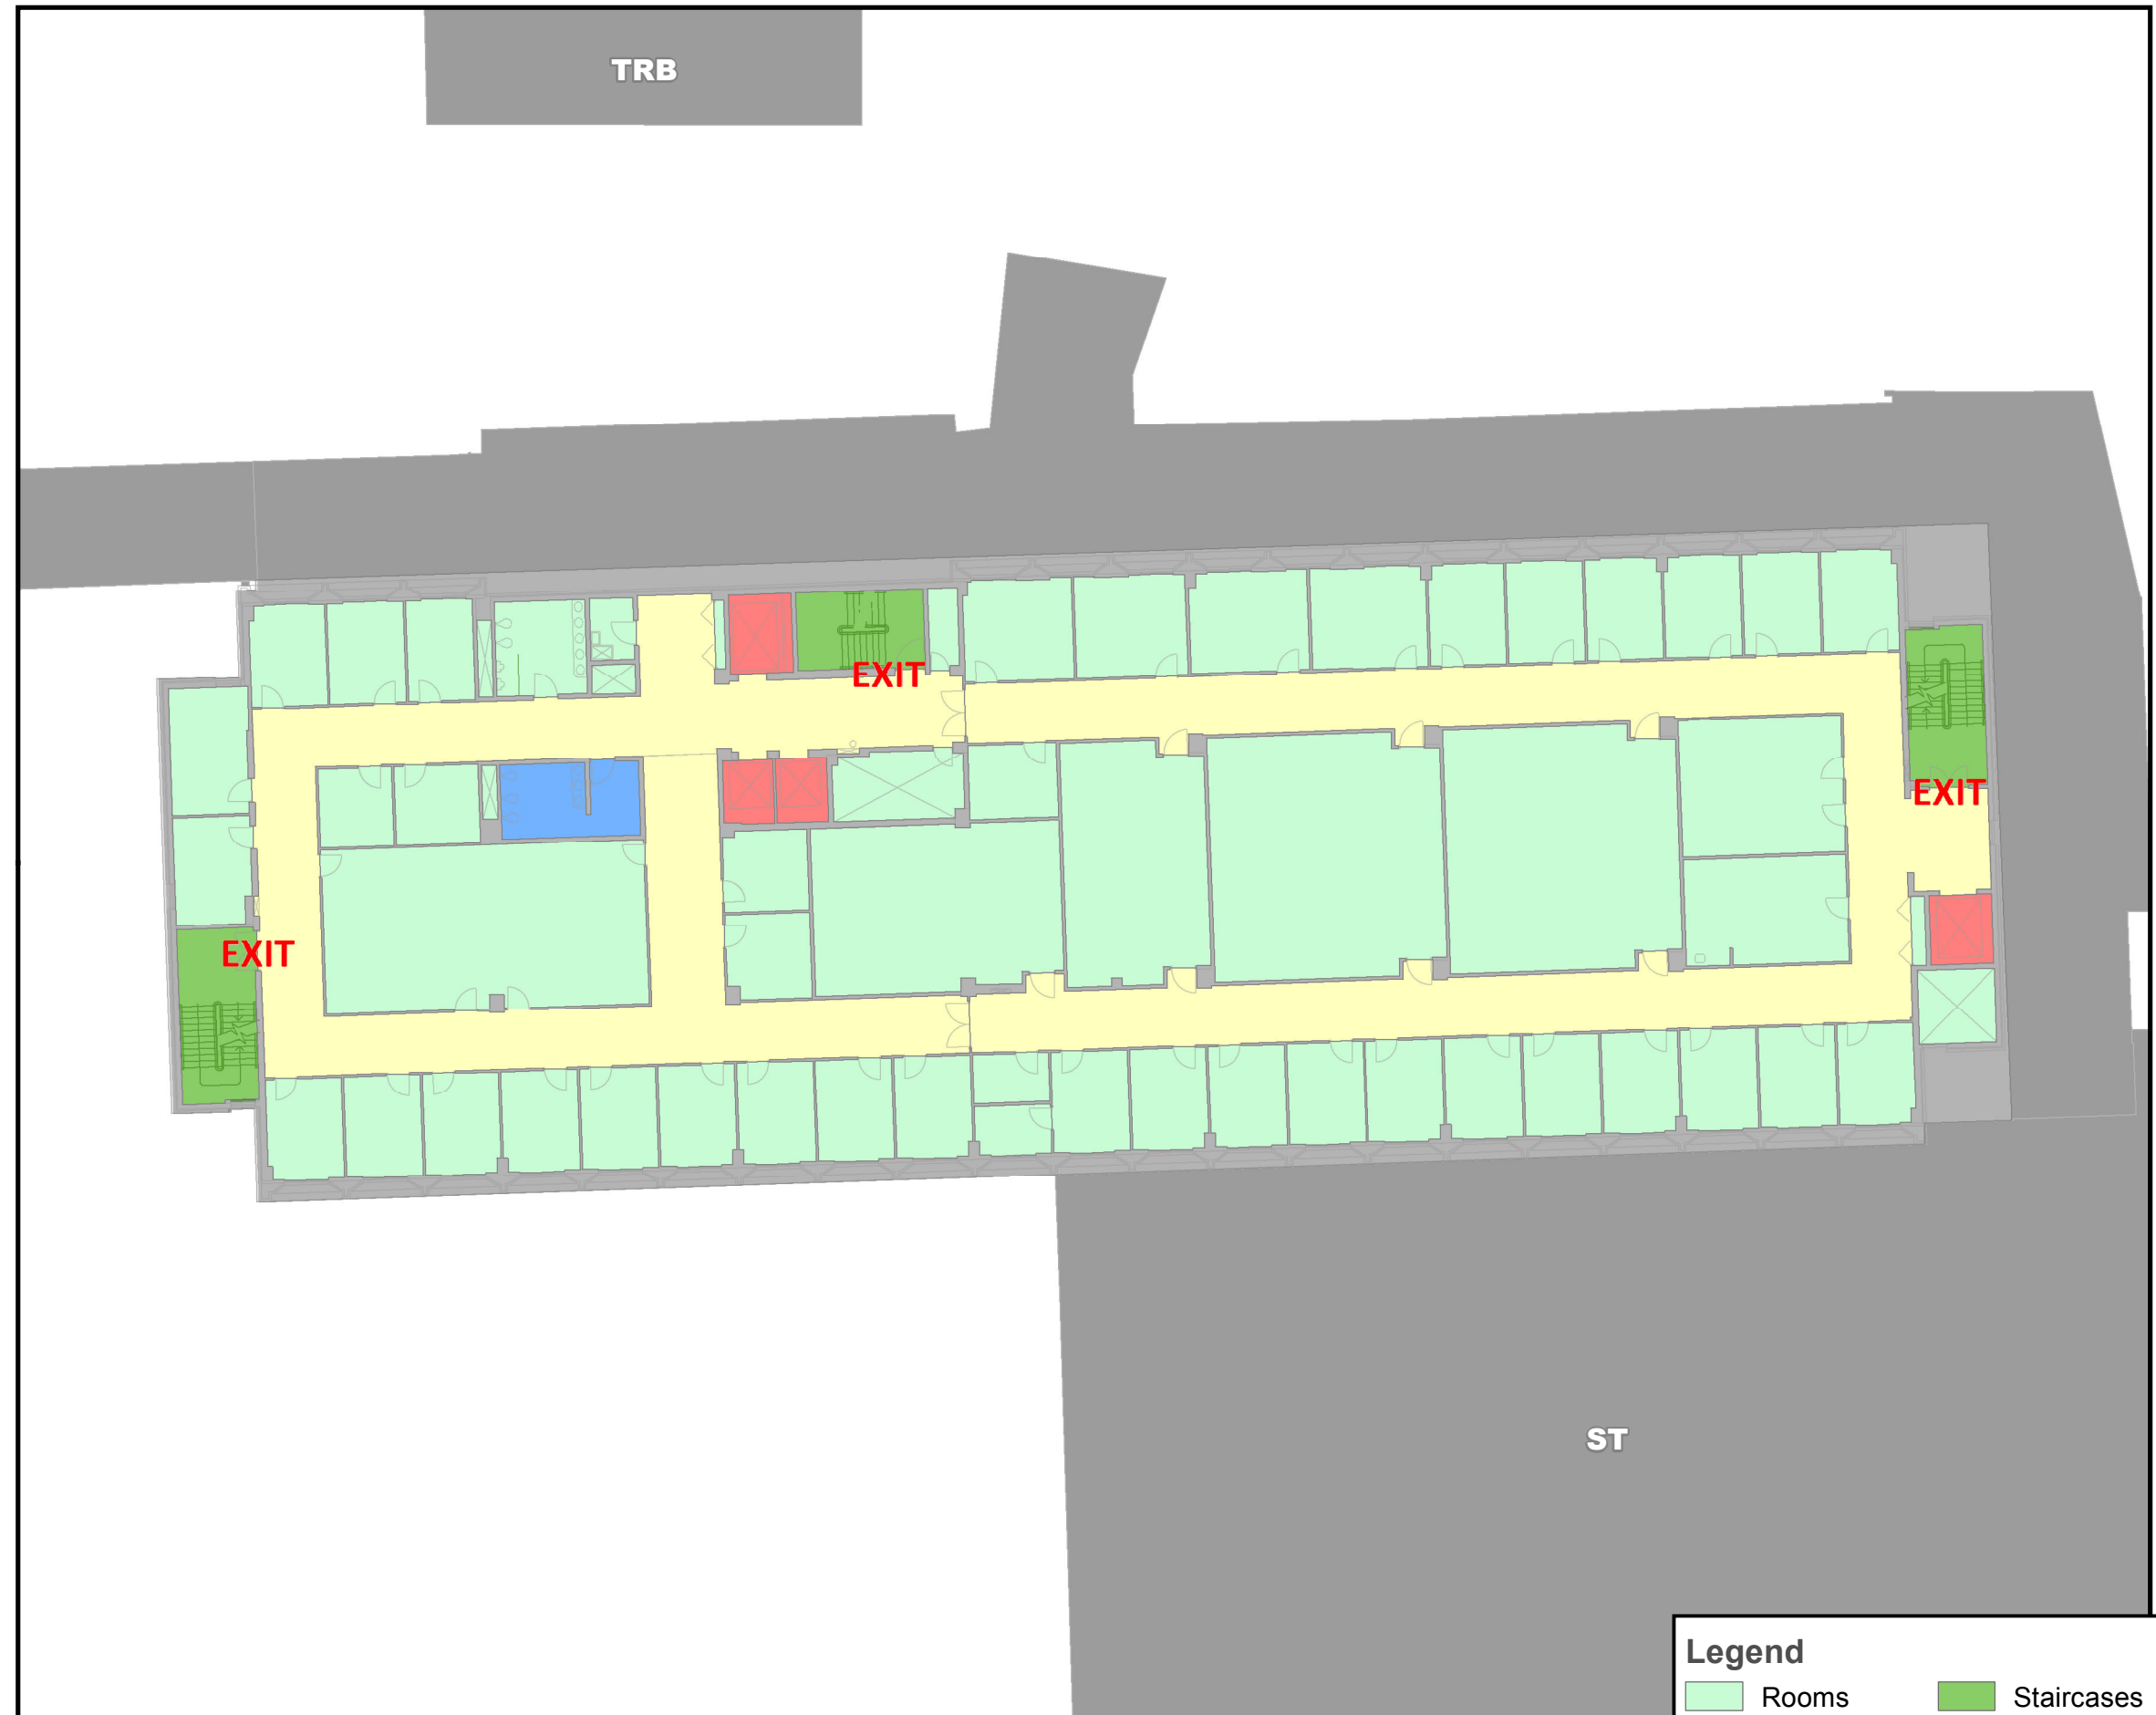 TRB
EXIT
EXIT
EXIT
ST
Legend
Rooms
Staircases